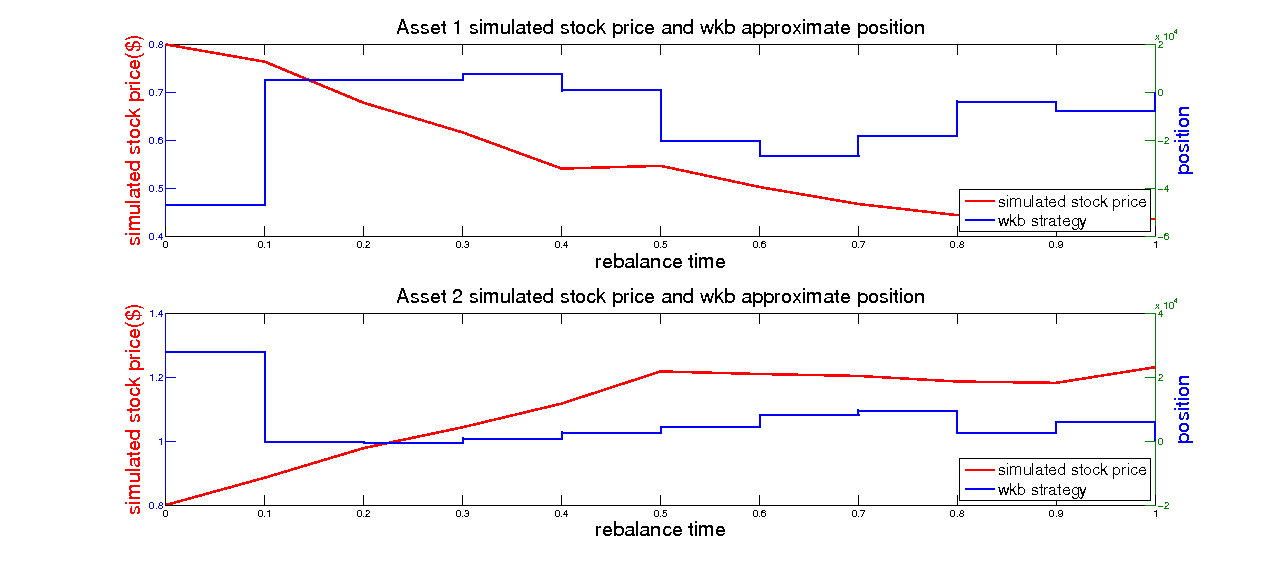 Asset 1 simulated stock price and wkb approximate position
x 10^4
simulated stock price($)
0.8
0.7
0.6
0.5
0.4
2
0
-2
-4
-6
position
simulated stock price
wkb strategy
0 0.1 0.2 0.3 0.4 0.5 0.6 0.7 0.8 0.9 1
rebalance time
Asset 2 simulated stock price and wkb approximate position
x 10^4
simulated stock price($)
1.4
1.2
1
0.8
4
2
0
-2
position
simulated stock price
wkb strategy
0 0.1 0.2 0.3 0.4 0.5 0.6 0.7 0.8 0.9 1
rebalance time